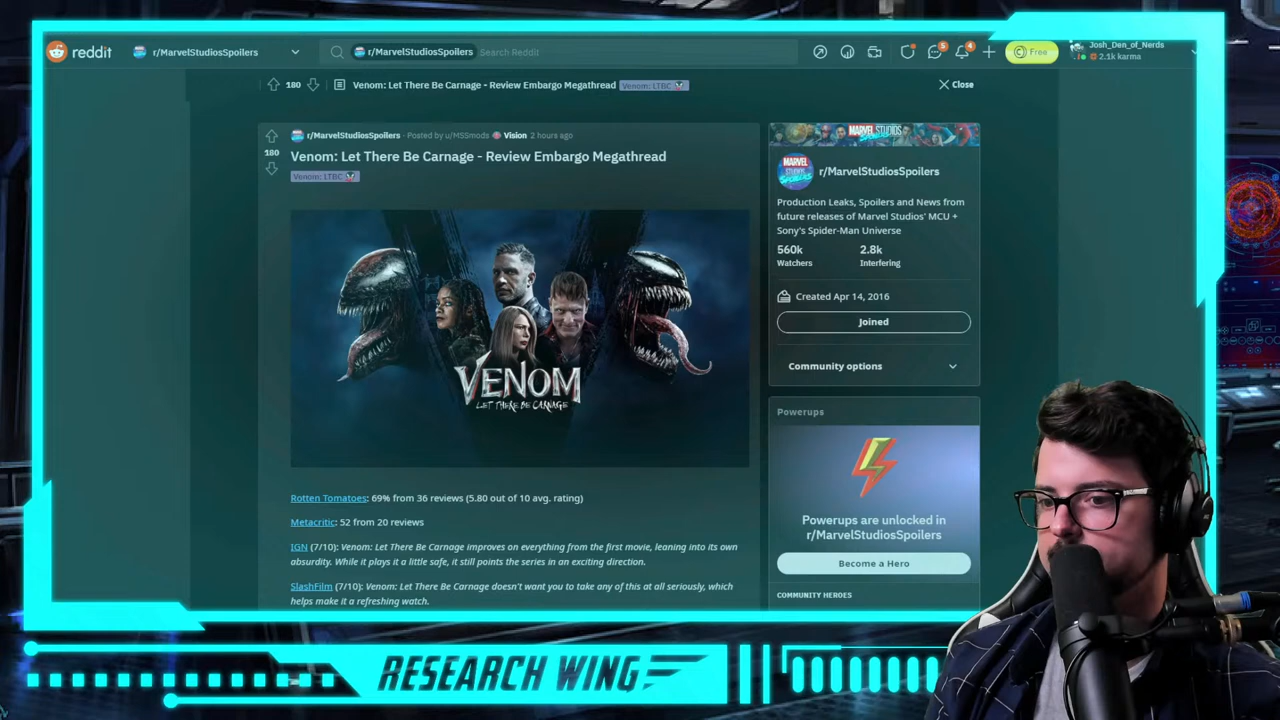 reddit
r/MarvelStudiosSpoilers
r/MarvelStudiosSpoilers Search Reddit
5
4
Free
Josh_Den_of_Nerds
2.1k karma
180
Venom: Let There Be Carnage - Review Embargo Megathread
Venom: LTBC
Close
r/MarvelStudiosSpoilers · Posted by u/MSSmods Vision 2 hours ago
180
Venom: Let There Be Carnage - Review Embargo Megathread
Venom: LTBC
VENOM
LET THERE BE CARNAGE
Rotten Tomatoes: 69% from 36 reviews (5.80 out of 10 avg. rating)
Metacritic: 52 from 20 reviews
IGN (7/10): Venom: Let There Be Carnage improves on everything from the first movie, leaning into its own
absurdity. While it plays it a little safe, it still points the series in an exciting direction.
SlashFilm (7/10): Venom: Let There Be Carnage doesn't want you to take any of this at all seriously, which
helps make it a refreshing watch.
MARVEL STUDIOS
MARVEL
STUDIOS
SPOILERS
r/MarvelStudiosSpoilers
Production Leaks, Spoilers and News from
future releases of Marvel Studios' MCU +
Sony's Spider-Man Universe
560k
2.8k
Watchers
Interfering
Created Apr 14, 2016
Joined
Community options
Powerups
Powerups are unlocked in
r/MarvelStudiosSpoilers
Become a Hero
COMMUNITY HEROES
RESEARCH WING